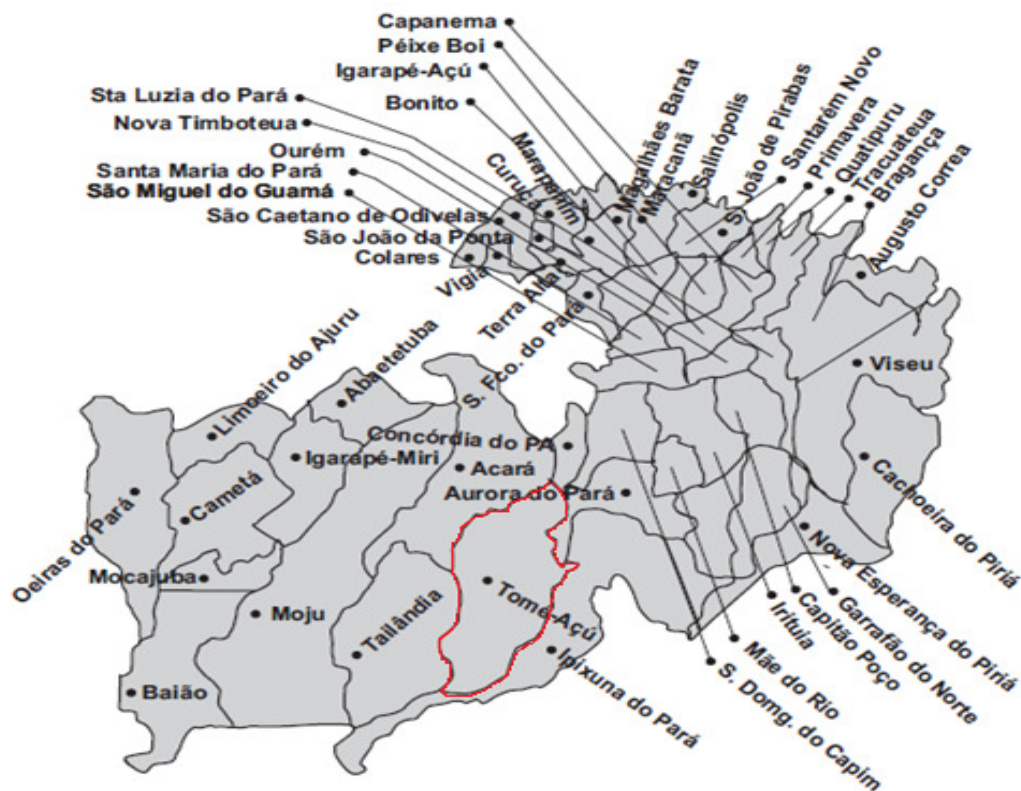 Capanema
Péixe Boi
Igarapé-Açú
Bonito
Sta Luzia do Pará
Nova Timboteua
Ourém
Santa Maria do Pará
São Miguel do Guamá
São Caetano de Odivelas
São João da Ponta
Colares
Vigia
Terra Alta
S. Fco. do Pará
Curuçá
Marapanim
Magalhães Barata
Maracanã
Salinópolis
S. João de Pirabas
Santarém Novo
Primavera
Quatipuru
Tracuateua
Bragança
Augusto Correa
Viseu
Cachoeira do Piriá
Nova Esperança do Piriá
Garrafão do Norte
Capitão Poço
Irituia
Mãe do Rio
S. Domg. do Capim
Limoeiro do Ajuru
Abaetetuba
Igarapé-Miri
Concórdia do PA
Acará
Aurora do Pará
Oeiras do Pará
Cametá
Mocajuba
Moju
Tailândia
Tomé-Açú
Ipixuna do Pará
Baião